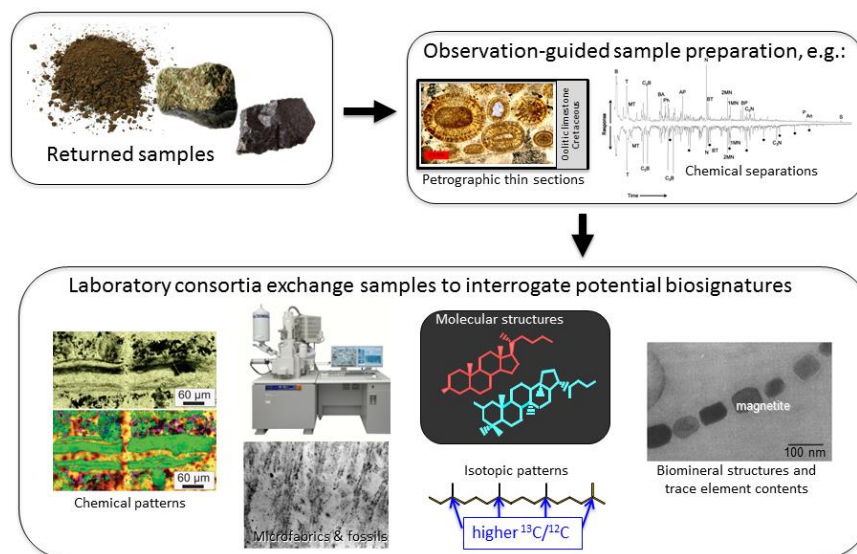 Returned samples
Observation-guided sample preparation, e.g.:
Oolitic limestone
Cretaceous
Petrographic thin sections
Response
Time
Chemical separations
Laboratory consortia exchange samples to interrogate potential biosignatures
60 µm
60 µm
Chemical patterns
Microfabrics & fossils
Molecular structures
Isotopic patterns
higher ¹³C/¹²C
magnetite
100 nm
Biomineral structures and
trace element contents